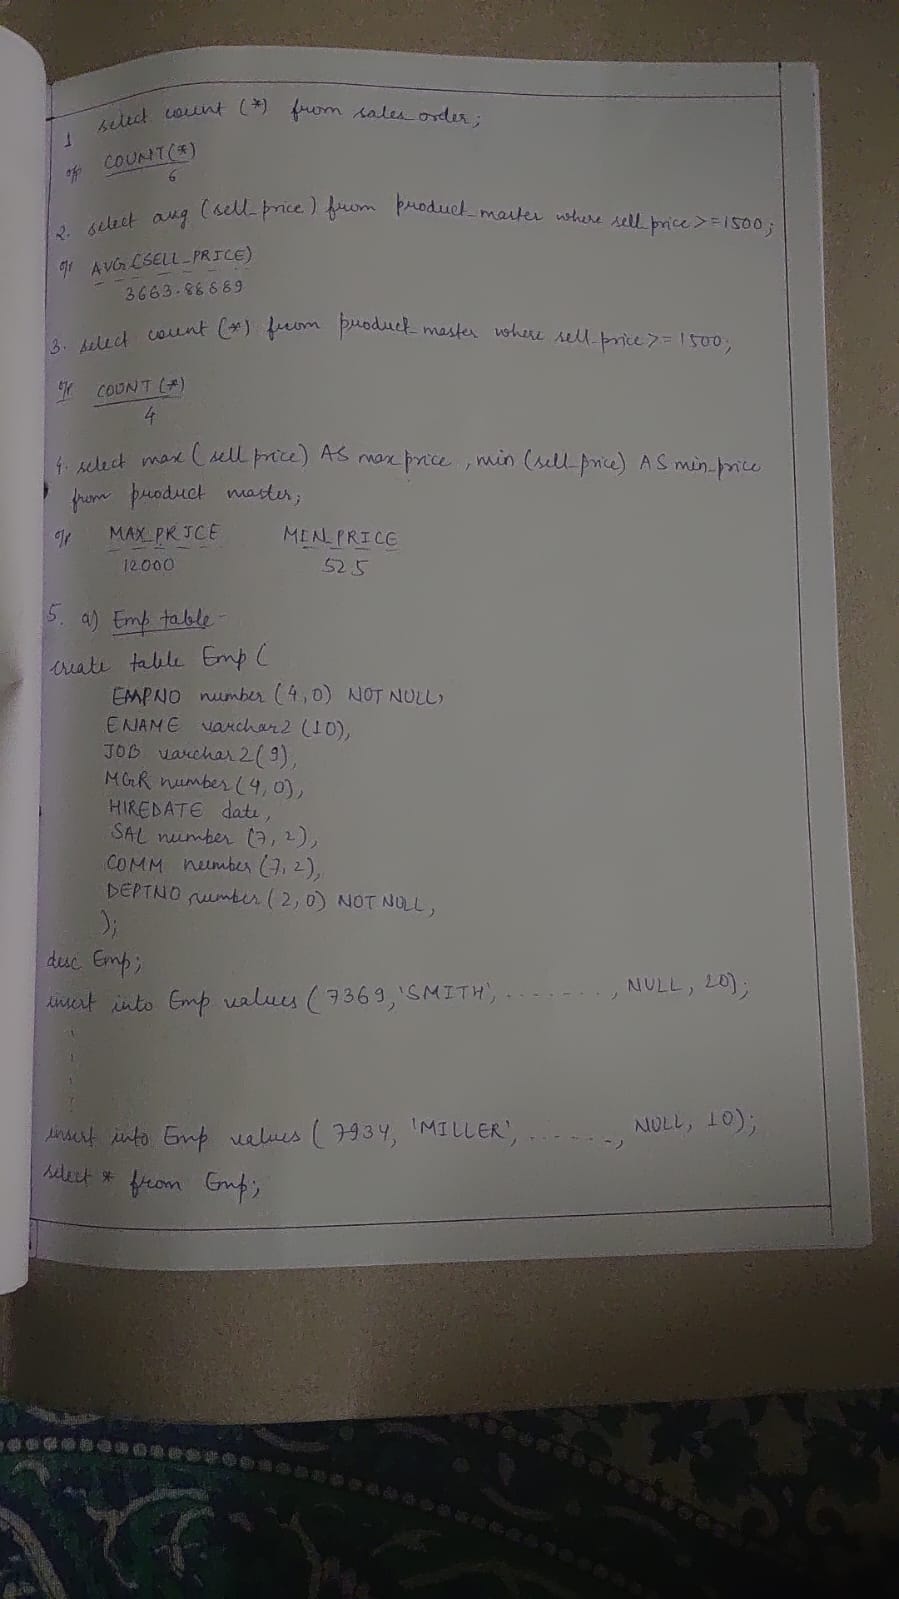 1 select count (*) from sales_order;
o/p COUNT(*)
6
2. select avg (sell_price) from product_master where sell_price>=1500;
o/p AVG(SELL_PRICE)
3663.88889
3. select count (*) from product_master where sell_price>=1500;
o/p COUNT (*)
4
4. select max (sell_price) AS max_price, min (sell_price) AS min_price
from product master;
o/p MAX_PRICE MIN_PRICE
12000 525
5. a) Emp table-
create table Emp (
EMPNO number (4,0) NOT NULL,
ENAME varchar2 (10),
JOB varchar2(9),
MGR number(4,0),
HIREDATE date,
SAL number (7,2),
COMM number (7,2),
DEPTNO number (2,0) NOT NULL,
);
desc Emp;
insert into Emp values (7369,'SMITH', ......., NULL, 20);
insert into Emp values (7934, 'MILLER', ......, NULL, 10);
select * from Emp;